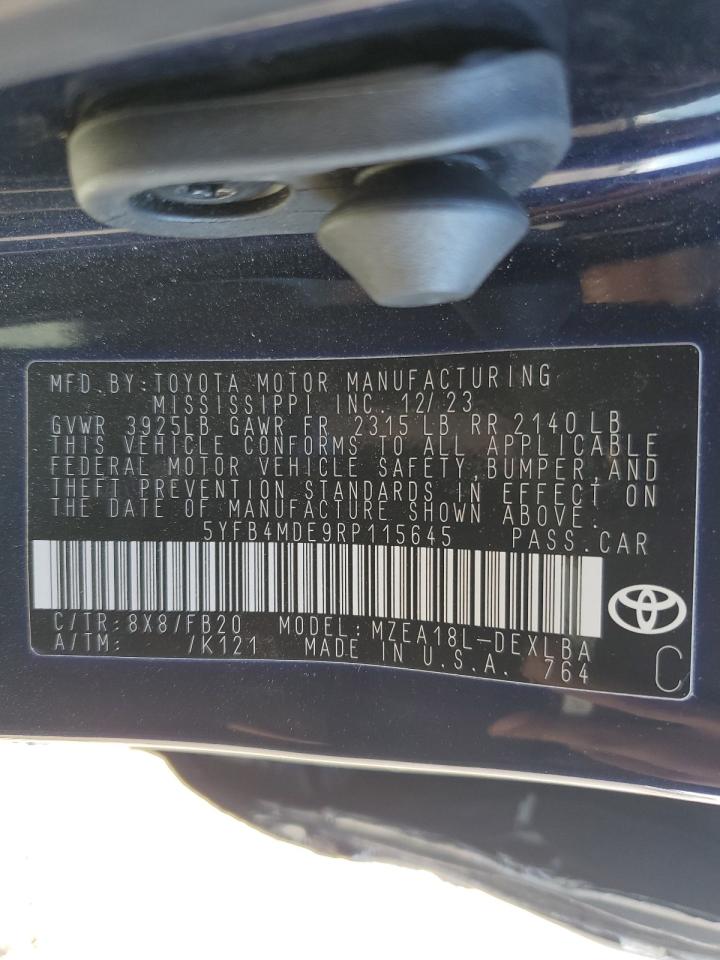 MFD BY: TOYOTA MOTOR MANUFACTURING
MISSISSIPPI INC. 12/23
GVWR 3925LB GAWR FR 2315 LB RR 2140 LB
THIS VEHICLE CONFORMS TO ALL APPLICABLE
FEDERAL MOTOR VEHICLE SAFETY,BUMPER,AND
THEFT PREVENTION STANDARDS IN EFFECT ON
THE DATE OF MANUFACTURE SHOWN ABOVE.
5YFB4MDE9RP115645 PASS.CAR
C/TR: 8X8/FB20 MODEL: MZEA18L-DEXLBA
A/TM: /K121 MADE IN U.S.A. 764
C